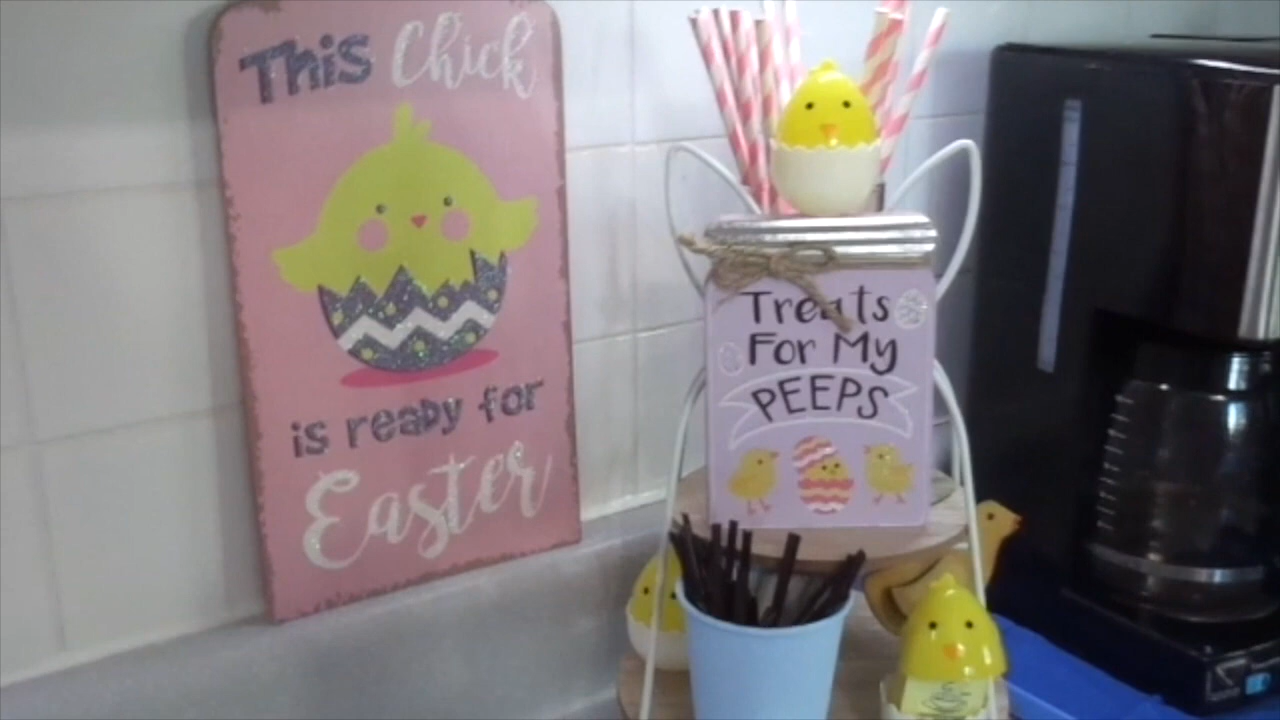 This Chick
is ready for
Easter
Treats
For My
PEEPS